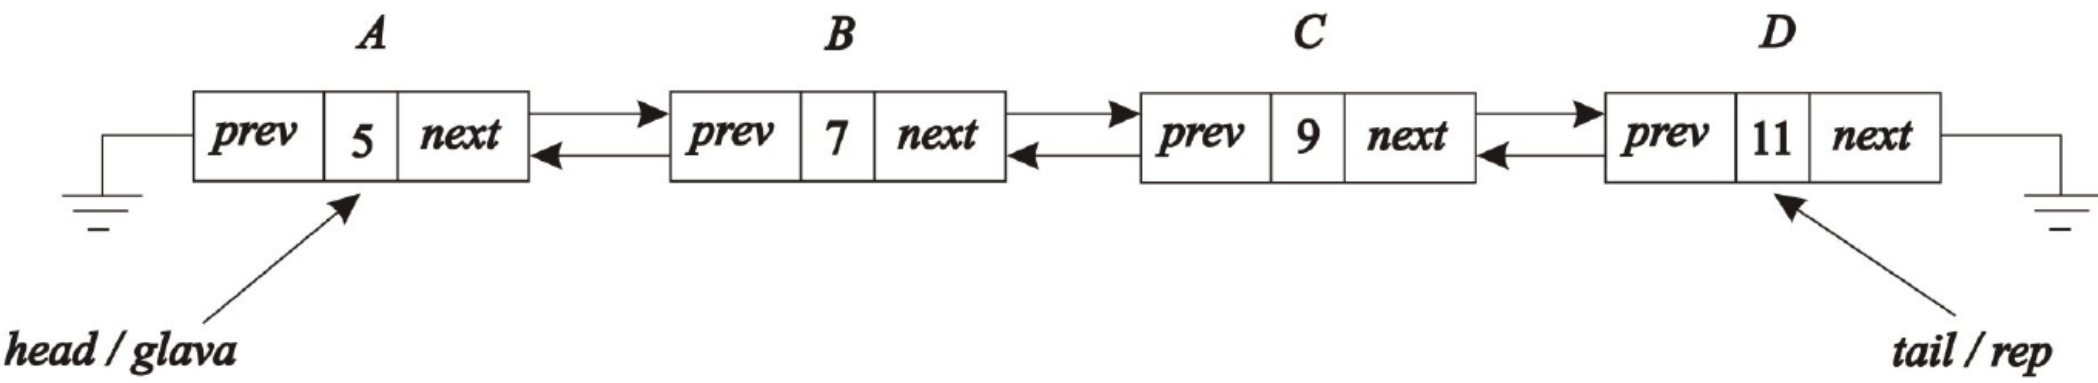 A B C D
prev 5 next prev 7 next prev 9 next prev 11 next
head / glava tail / rep